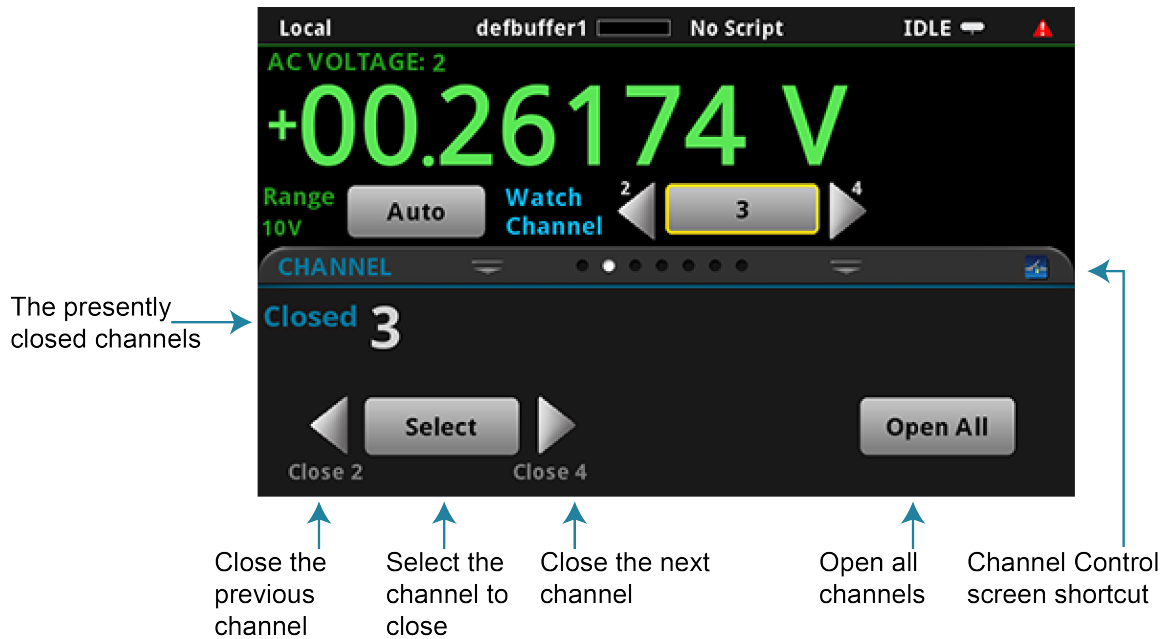 Local defbuffer1 No Script IDLE
AC VOLTAGE: 2
+00.26174 V
Range
10V
Auto
Watch
Channel
2
3
4
CHANNEL
The presently
closed channels
Closed 3
Select
Open All
Close 2
Close 4
Close the
previous
channel
Select the
channel to
close
Close the next
channel
Open all
channels
Channel Control
screen shortcut